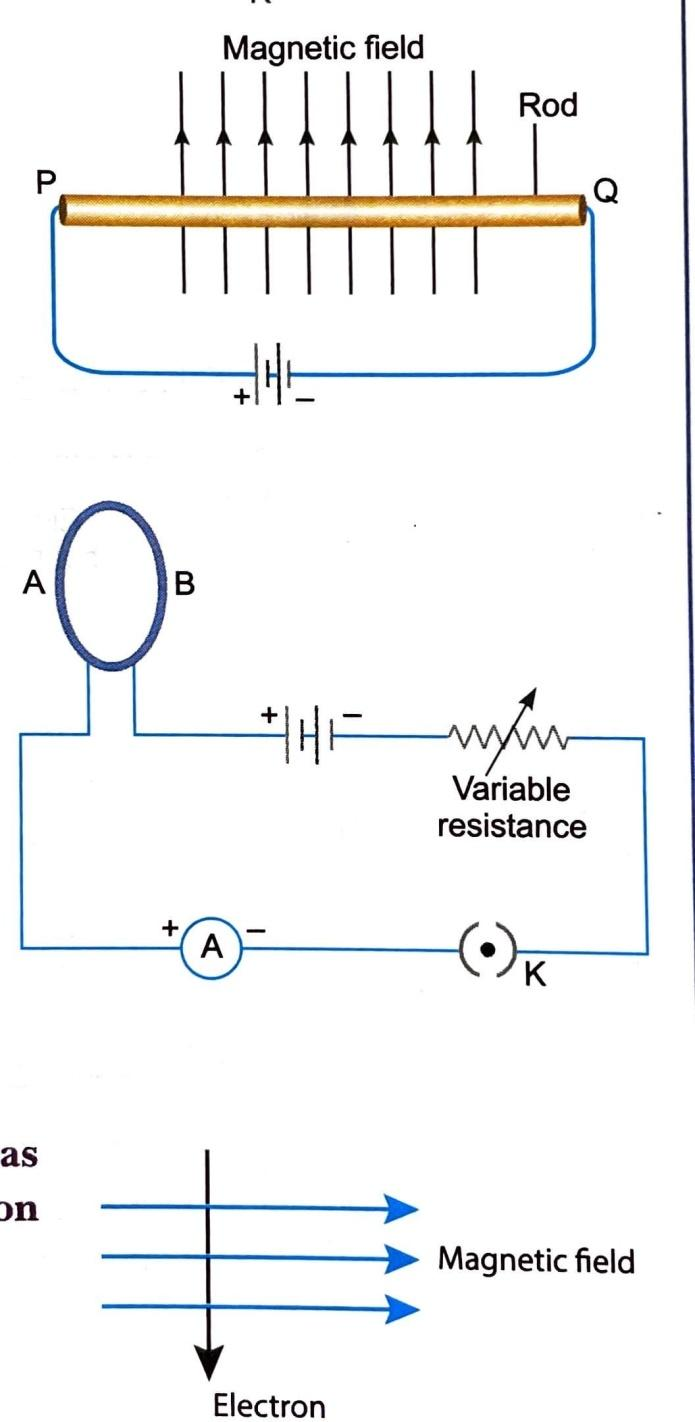 Magnetic field
Rod
P
Q
+ −
A
B
+ −
Variable
resistance
+ A −
K
as
on
Magnetic field
Electron